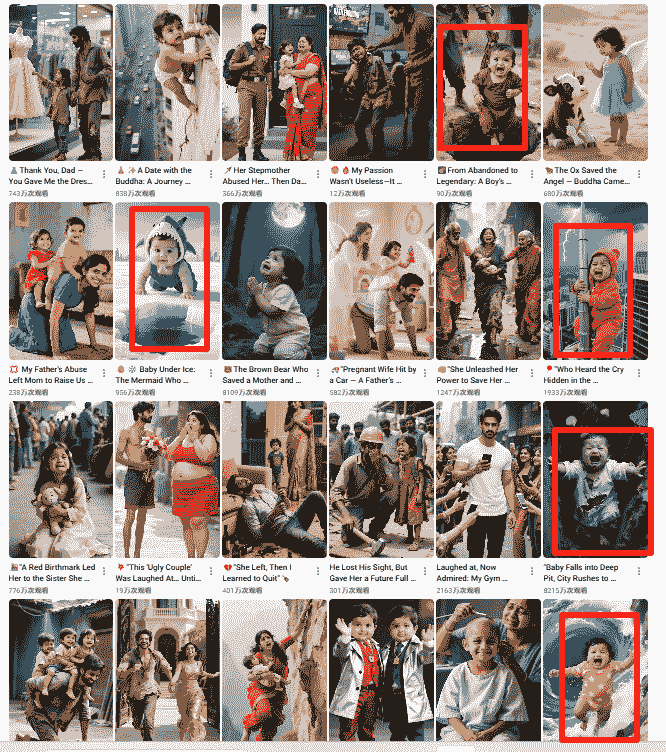 👗 Thank You, Dad —
You Gave Me the Dres...
743万次观看
🙏✨ A Date with the
Buddha: A Journey ...
838万次观看
Her Stepmother
Abused Her... Then Da...
366万次观看
My Passion
Wasn't Useless—It ...
12万次观看
From Abandoned to
Legendary: A Boy's ...
90万次观看
🐂 The Ox Saved the
Angel — Buddha Came...
680万次观看
💢 My Father's Abuse
Left Mom to Raise Us ...
238万次观看
👶❄️ Baby Under Ice:
The Mermaid Who ...
956万次观看
🐻 The Brown Bear Who
Saved a Mother and ...
8109万次观看
"Pregnant Wife Hit by
a Car — A Father's ...
582万次观看
"She Unleashed Her
Power to Save Her ...
1247万次观看
🎈 "Who Heard the Cry
Hidden in the ...
1933万次观看
"A Red Birthmark Led
Her to the Sister She ...
776万次观看
"This 'Ugly Couple'
Was Laughed At... Unti...
19万次观看
💔 "She Left, Then I
Learned to Quit"
401万次观看
He Lost His Sight, But
Gave Her a Future Full ...
301万次观看
Laughed at, Now
Admired: My Gym ...
2163万次观看
"Baby Falls into Deep
Pit, City Rushes to ...
8215万次观看